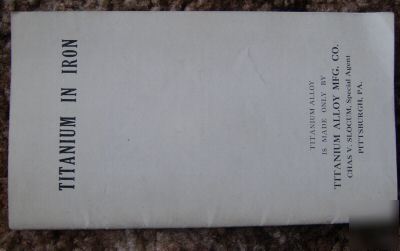 TITANIUM IN IRON
TITANIUM ALLOY
IS MADE ONLY BY
TITANIUM ALLOY MFG. CO.
CHAS V. SLOCUM, Special Agent
PITTSBURGH, PA.